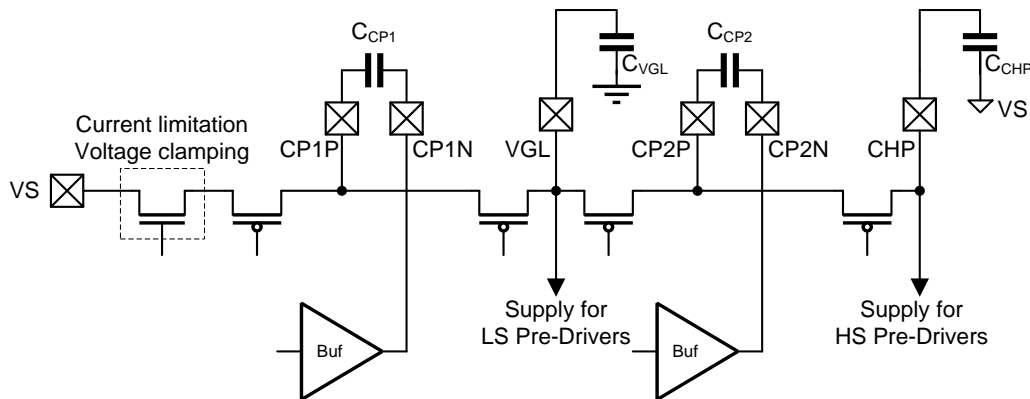 CCP1
CVGL
CCP2
CCHP
VS
Current limitation
Voltage clamping
VS
CP1P
CP1N
VGL
CP2P
CP2N
CHP
Supply for
LS Pre-Drivers
Supply for
HS Pre-Drivers
Buf
Buf